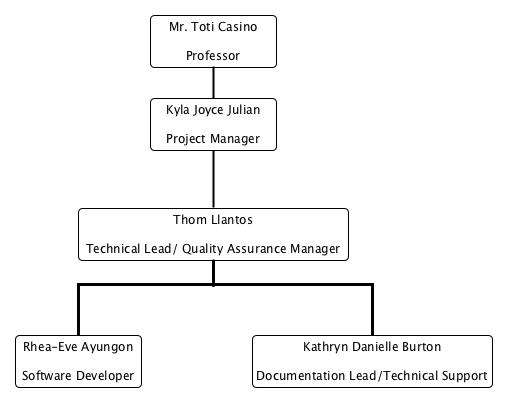 Mr. Toti Casino
Professor
Kyla Joyce Julian
Project Manager
Thom Llantos
Technical Lead/ Quality Assurance Manager
Rhea-Eve Ayungon
Software Developer
Kathryn Danielle Burton
Documentation Lead/Technical Support